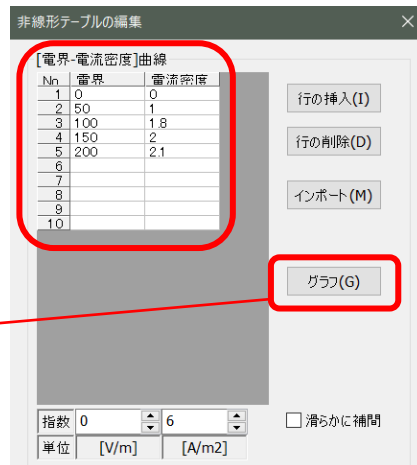 非線形テーブルの編集
[電界-電流密度]曲線
No 電界 電流密度
1 0 0
2 50 1
3 100 1.8
4 150 2
5 200 2.1
6
7
8
9
10
行の挿入(I)
行の削除(D)
インポート(M)
グラフ(G)
指数 0 6
単位 [V/m] [A/m2]
滑らかに補間